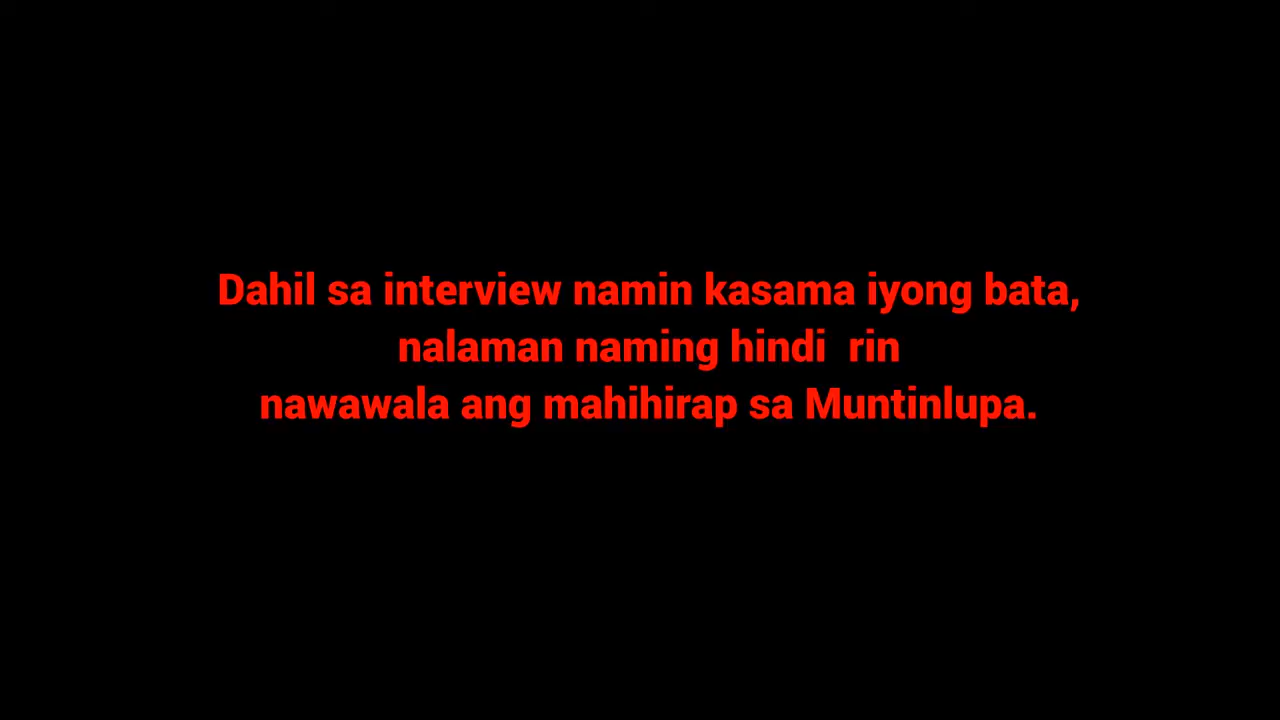 Dahil sa interview namin kasama iyong bata,
nalaman naming hindi  rin
nawawala ang mahihirap sa Muntinlupa.